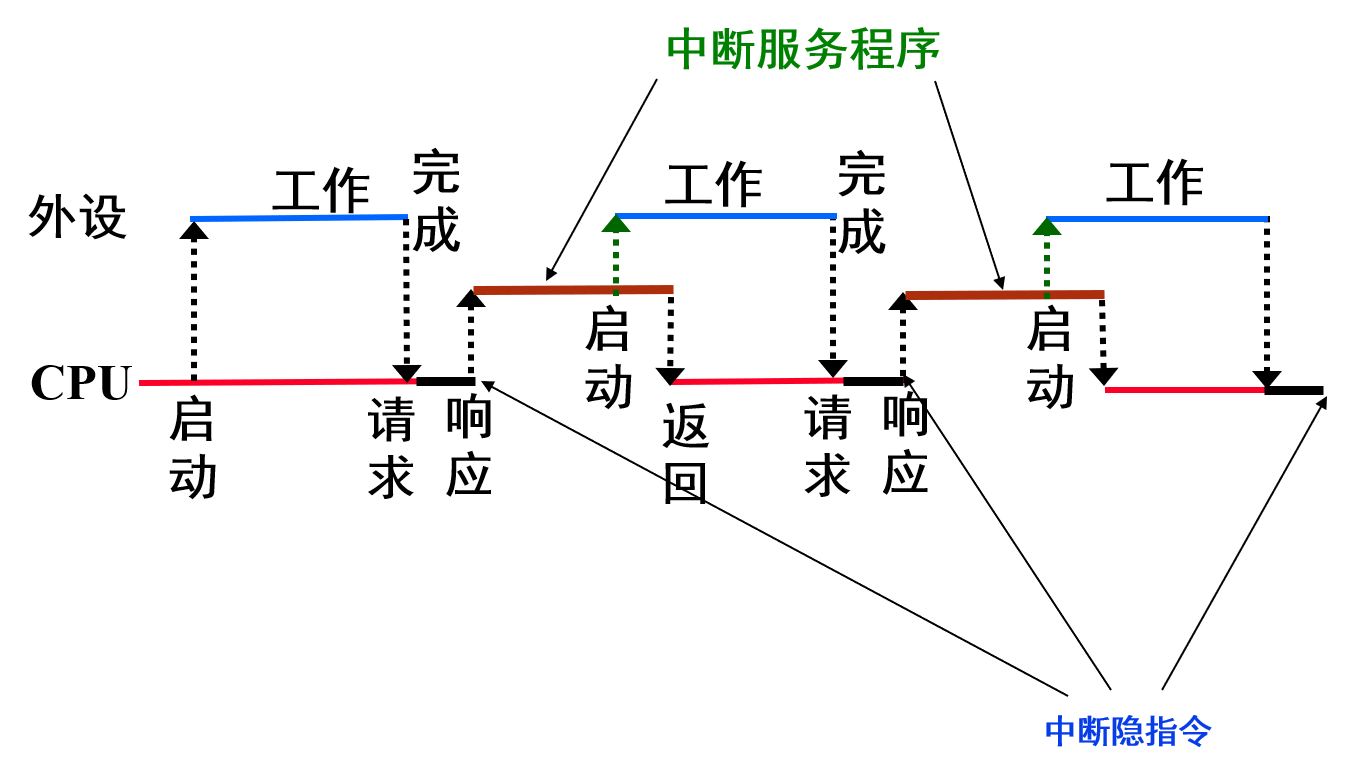 中断服务程序
外设
工作
完成
工作
完成
工作
启动
启动
CPU
启动
请求
响应
返回
请求
响应
中断隐指令